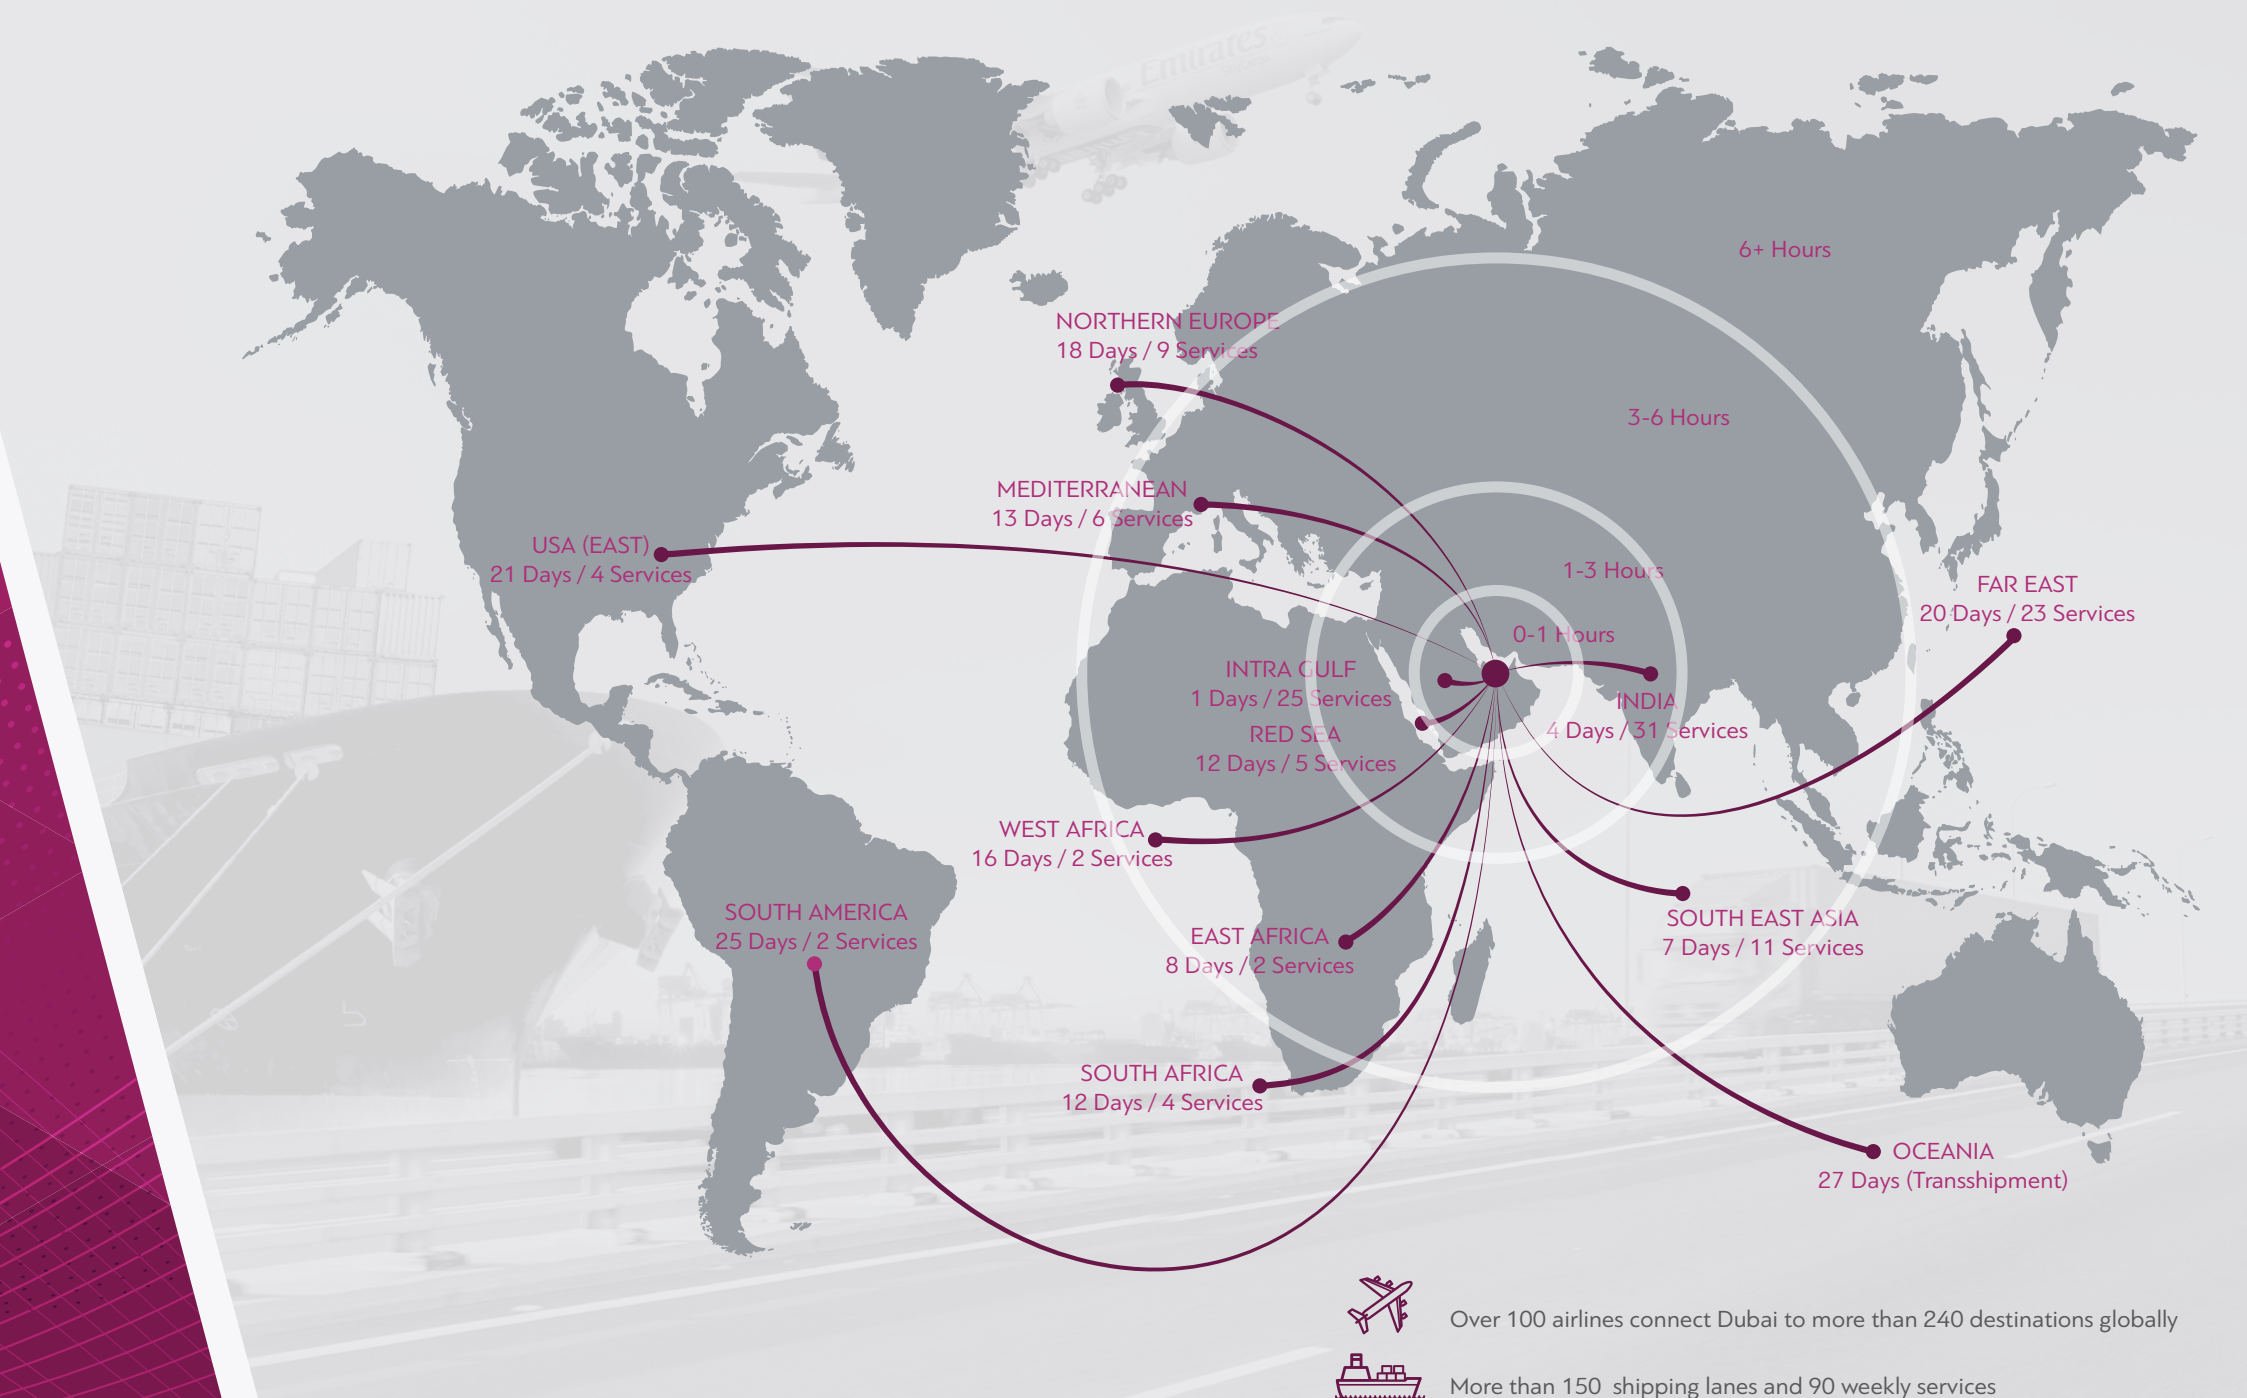 Emirates
SkyCargo
6+ Hours
NORTHERN EUROPE
18 Days / 9 Services
3-6 Hours
MEDITERRANEAN
13 Days / 6 Services
USA (EAST)
21 Days / 4 Services
1-3 Hours
FAR EAST
20 Days / 23 Services
0-1 Hours
INTRA GULF
1 Days / 25 Services
INDIA
4 Days / 31 Services
RED SEA
12 Days / 5 Services
WEST AFRICA
16 Days / 2 Services
SOUTH AMERICA
25 Days / 2 Services
EAST AFRICA
8 Days / 2 Services
SOUTH EAST ASIA
7 Days / 11 Services
SOUTH AFRICA
12 Days / 4 Services
OCEANIA
27 Days (Transshipment)
Over 100 airlines connect Dubai to more than 240 destinations globally
More than 150 shipping lanes and 90 weekly services